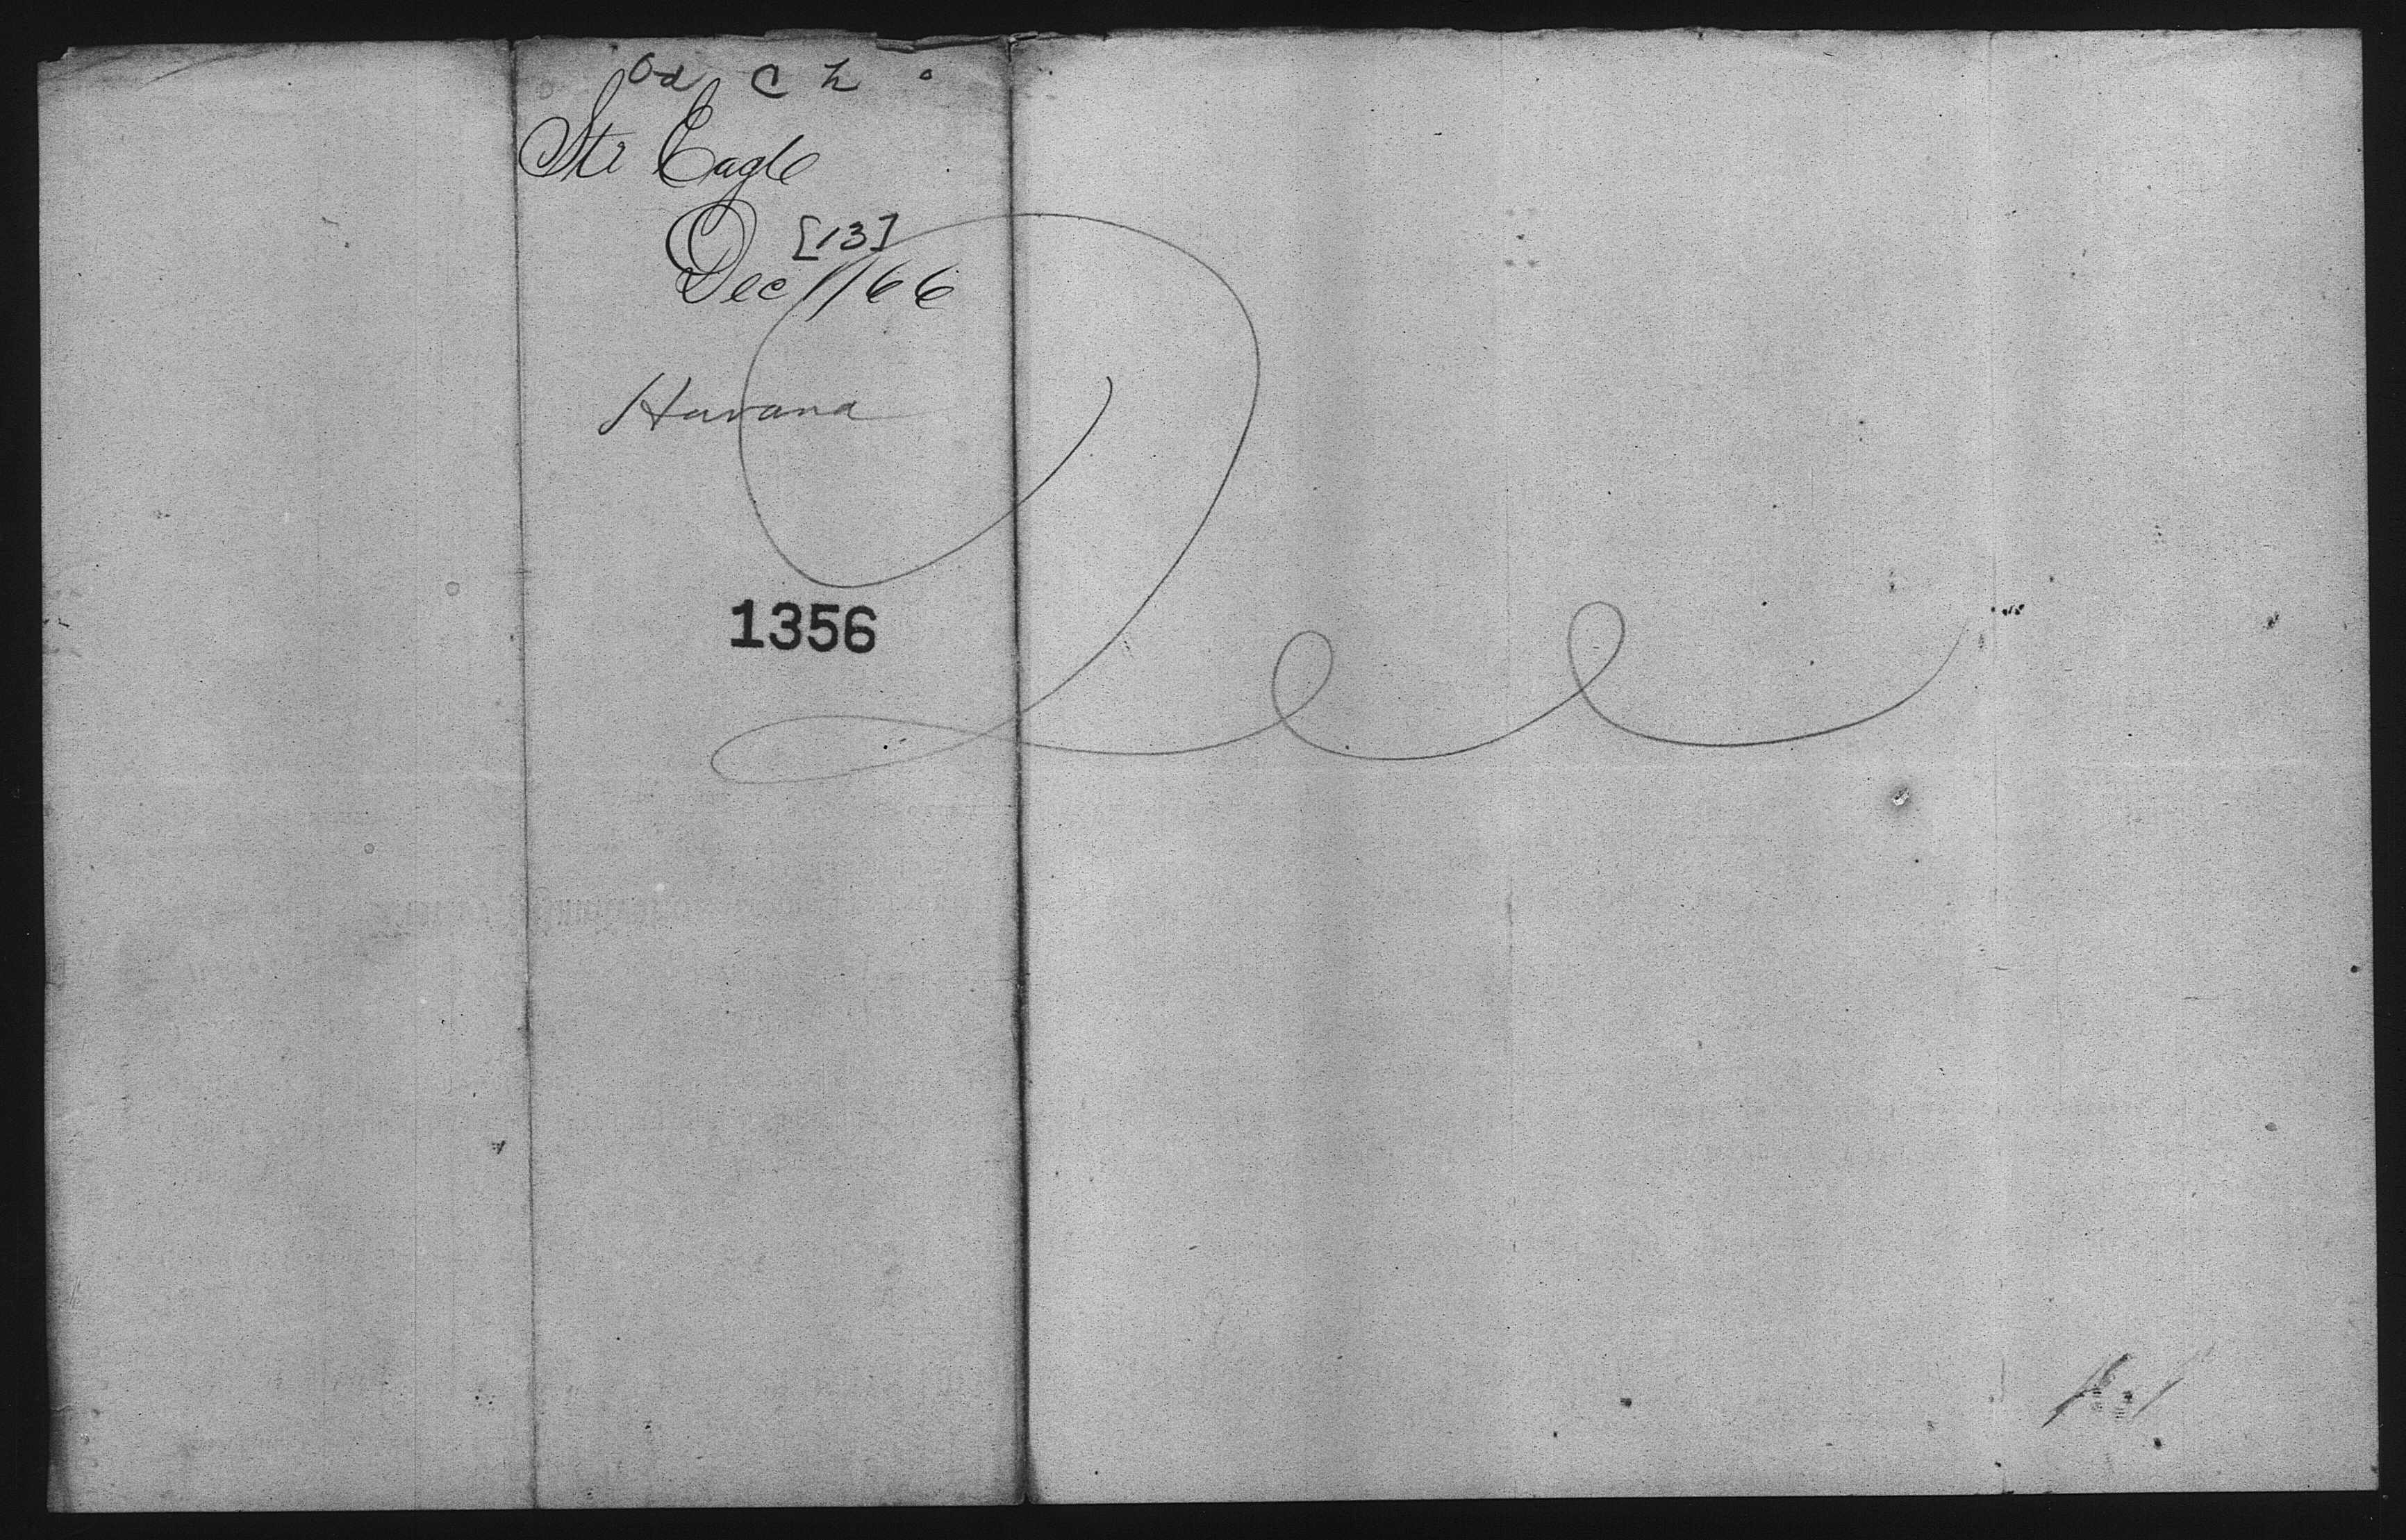 Od C h
Str Eagle
[13]
Dec 1/66
Havana
1356
Dee